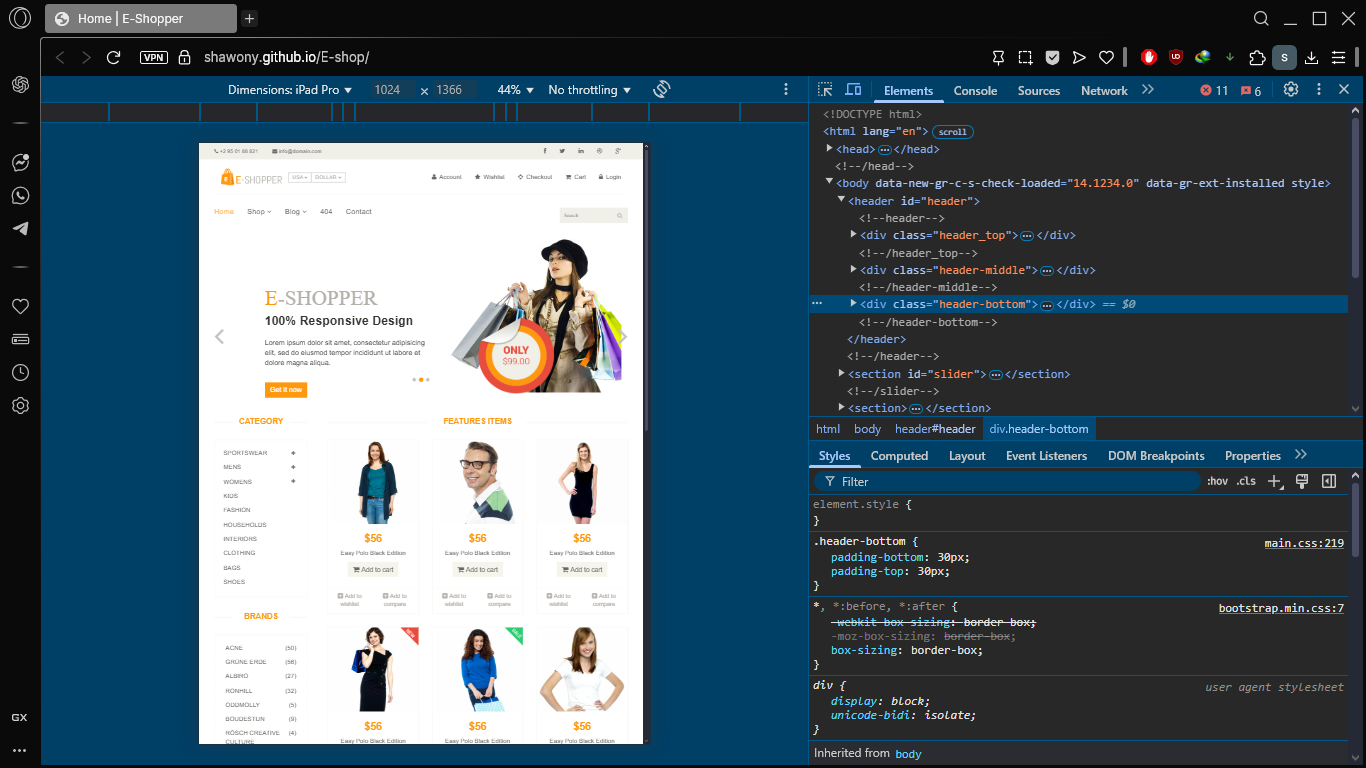 Home | E-Shopper
VPN
shawony.github.io/E-shop/
S
Dimensions: iPad Pro
1024
x
1366
44%
No throttling
Elements
Console
Sources
Network
11
6
+2 95 01 88 821
info@domain.com
E-SHOPPER
USA
DOLLAR
Account
Wishlist
Checkout
Cart
Login
Home
Shop
Blog
404
Contact
Search
E-SHOPPER
100% Responsive Design
Lorem ipsum dolor sit amet, consectetur adipisicing
elit, sed do eiusmod tempor incididunt ut labore et
dolore magna aliqua.
Get it now
ONLY
$99.00
CATEGORY
SPORTSWEAR
MENS
WOMENS
KIDS
FASHION
HOUSEHOLDS
INTERIORS
CLOTHING
BAGS
SHOES
BRANDS
ACNE (50)
GRÜNE ERDE (56)
ALBIRO (27)
RONHILL (32)
ODDMOLLY (5)
BOUDESTIJN (9)
RÖSCH CREATIVE (4)
CULTURE
FEATURES ITEMS
$56 $56 $56
Easy Polo Black Edition Easy Polo Black Edition Easy Polo Black Edition
Add to cart Add to cart Add to cart
Add to wishlist Add to compare Add to wishlist Add to compare Add to wishlist Add to compare
NEW
SALE
$56 $56 $56
Easy Polo Black Edition Easy Polo Black Edition Easy Polo Black Edition
<!DOCTYPE html>
<html lang="en"> scroll
<head> ••• </head>
<!--/head-->
<body data-new-gr-c-s-check-loaded="14.1234.0" data-gr-ext-installed style>
<header id="header">
<!--header-->
<div class="header_top"> ••• </div>
<!--/header_top-->
<div class="header-middle"> ••• </div>
<!--/header-middle-->
<div class="header-bottom"> ••• </div> == $0
<!--/header-bottom-->
</header>
<!--/header-->
<section id="slider"> ••• </section>
<!--/slider-->
<section> ••• </section>
html body header#header div.header-bottom
Styles Computed Layout Event Listeners DOM Breakpoints Properties
Filter
:hov .cls
element.style {
}
.header-bottom { main.css:219
padding-bottom: 30px;
padding-top: 30px;
}
*, *:before, *:after { bootstrap.min.css:7
-webkit-box-sizing: border-box;
-moz-box-sizing: border-box;
box-sizing: border-box;
}
div { user agent stylesheet
display: block;
unicode-bidi: isolate;
}
Inherited from body
GX